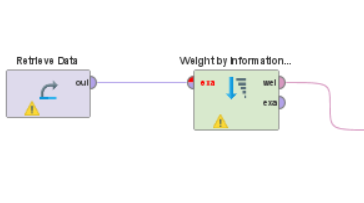 Retrieve Data
Weight by Information...
out
exa
wei
exa